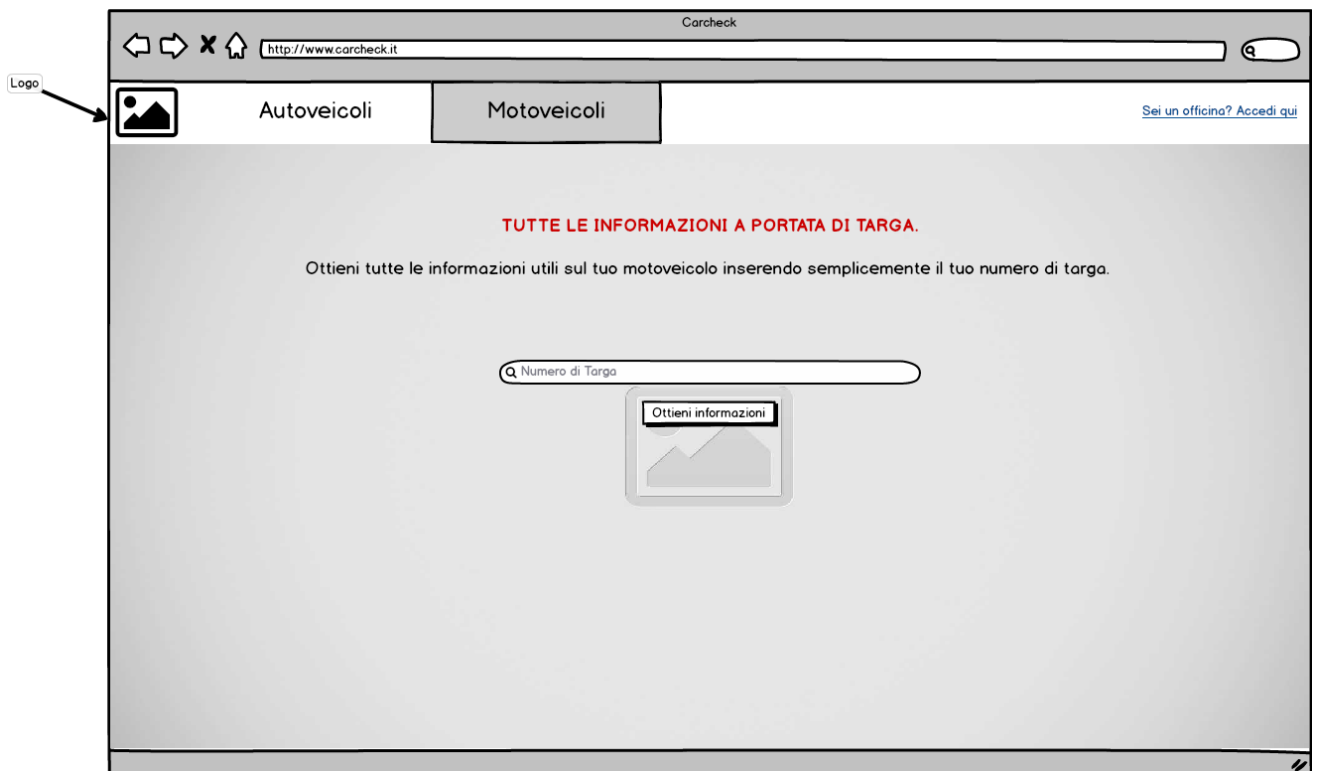 Carcheck
http://www.carcheck.it
Logo
Autoveicoli
Motoveicoli
Sei un officina? Accedi qui
TUTTE LE INFORMAZIONI A PORTATA DI TARGA.
Ottieni tutte le informazioni utili sul tuo motoveicolo inserendo semplicemente il tuo numero di targa.
Numero di Targa
Ottieni informazioni